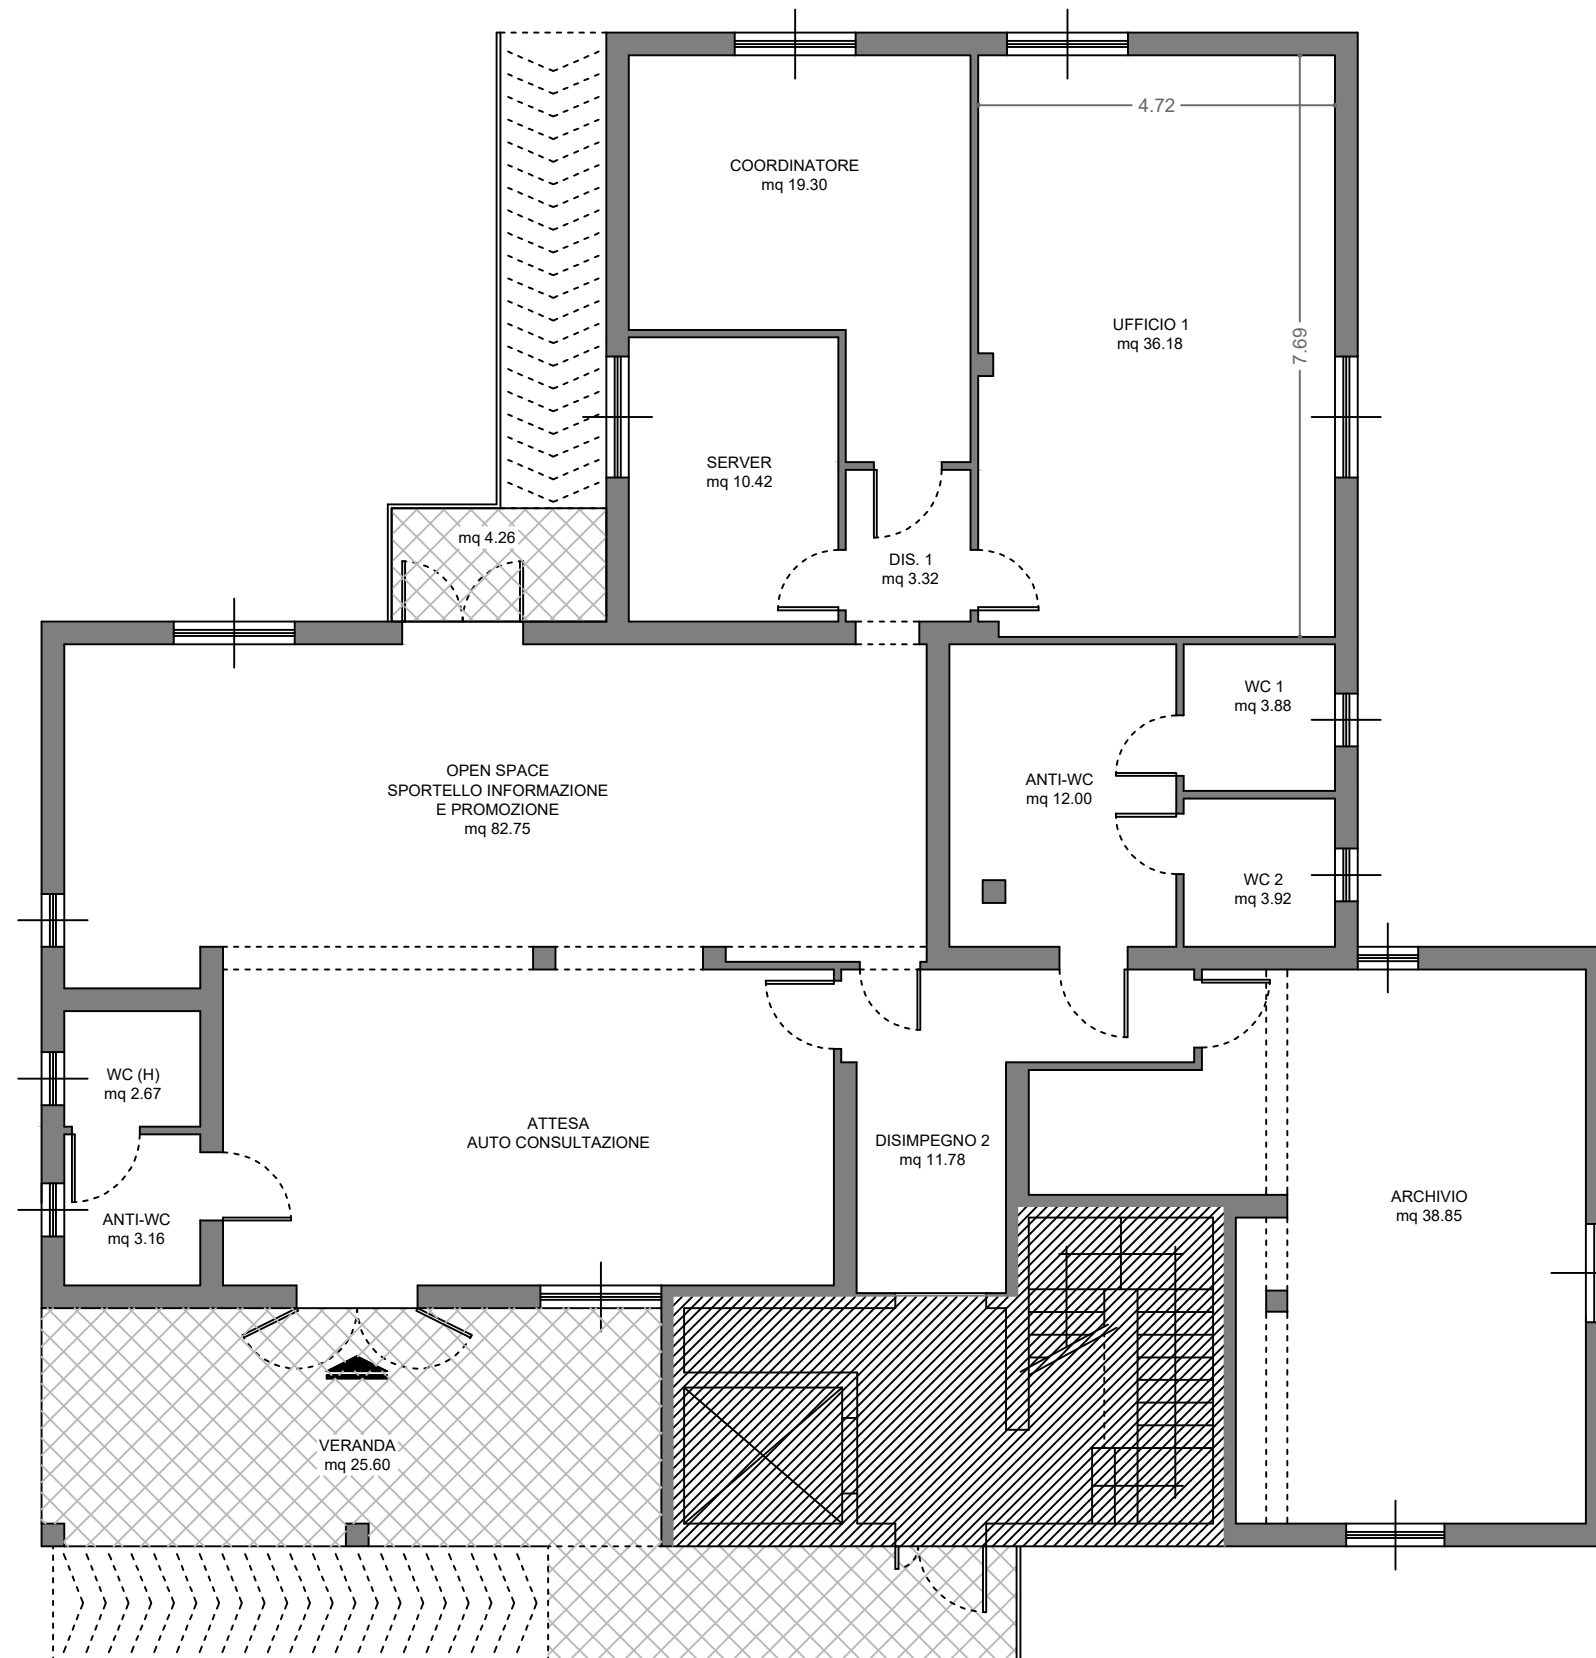 4.72
COORDINATORE
mq 19.30
UFFICIO 1
mq 36.18
7.69
SERVER
mq 10.42
mq 4.26
DIS. 1
mq 3.32
WC 1
mq 3.88
OPEN SPACE
SPORTELLO INFORMAZIONE
E PROMOZIONE
mq 82.75
ANTI-WC
mq 12.00
WC 2
mq 3.92
WC (H)
mq 2.67
ATTESA
AUTO CONSULTAZIONE
DISIMPEGNO 2
mq 11.78
ANTI-WC
mq 3.16
ARCHIVIO
mq 38.85
VERANDA
mq 25.60